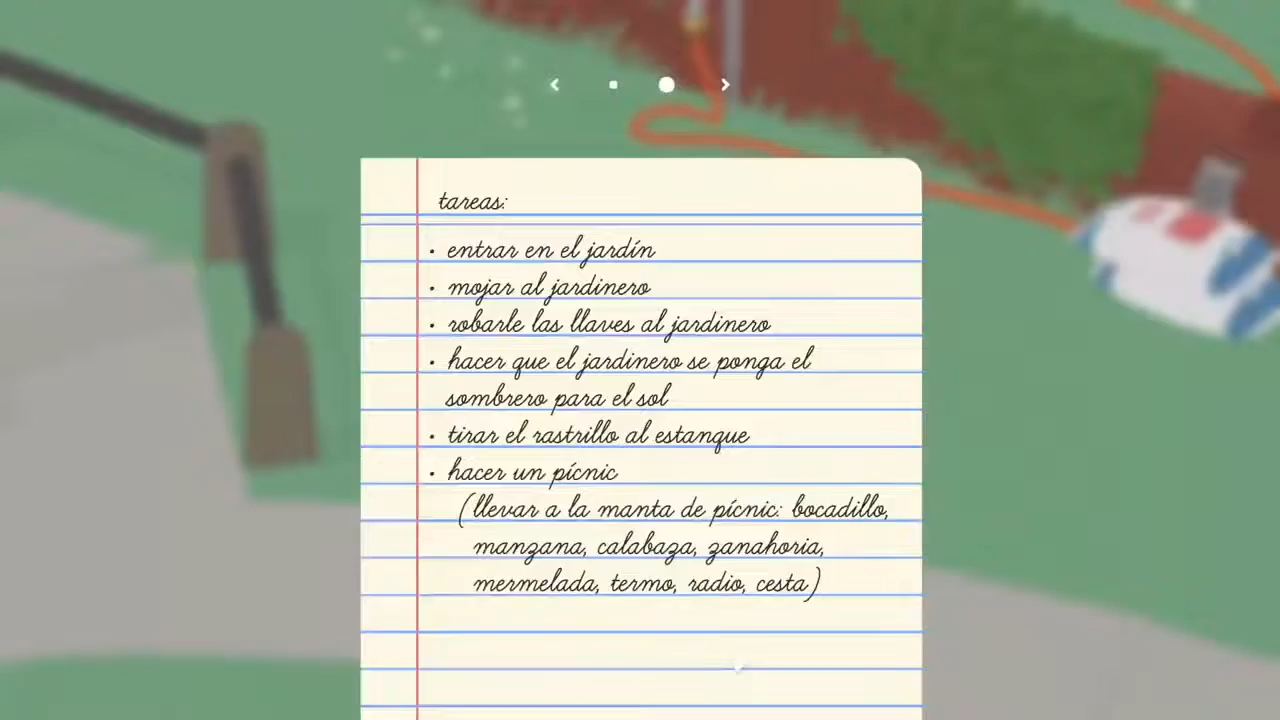 tareas:
• entrar en el jardín
• mojar al jardinero
• robarle las llaves al jardinero
• hacer que el jardinero se ponga el
sombrero para el sol
• tirar el rastrillo al estanque
• hacer un pícnic
(llevar a la manta de pícnic: bocadillo,
manzana, calabaza, zanahoria,
mermelada, termo, radio, cesta)